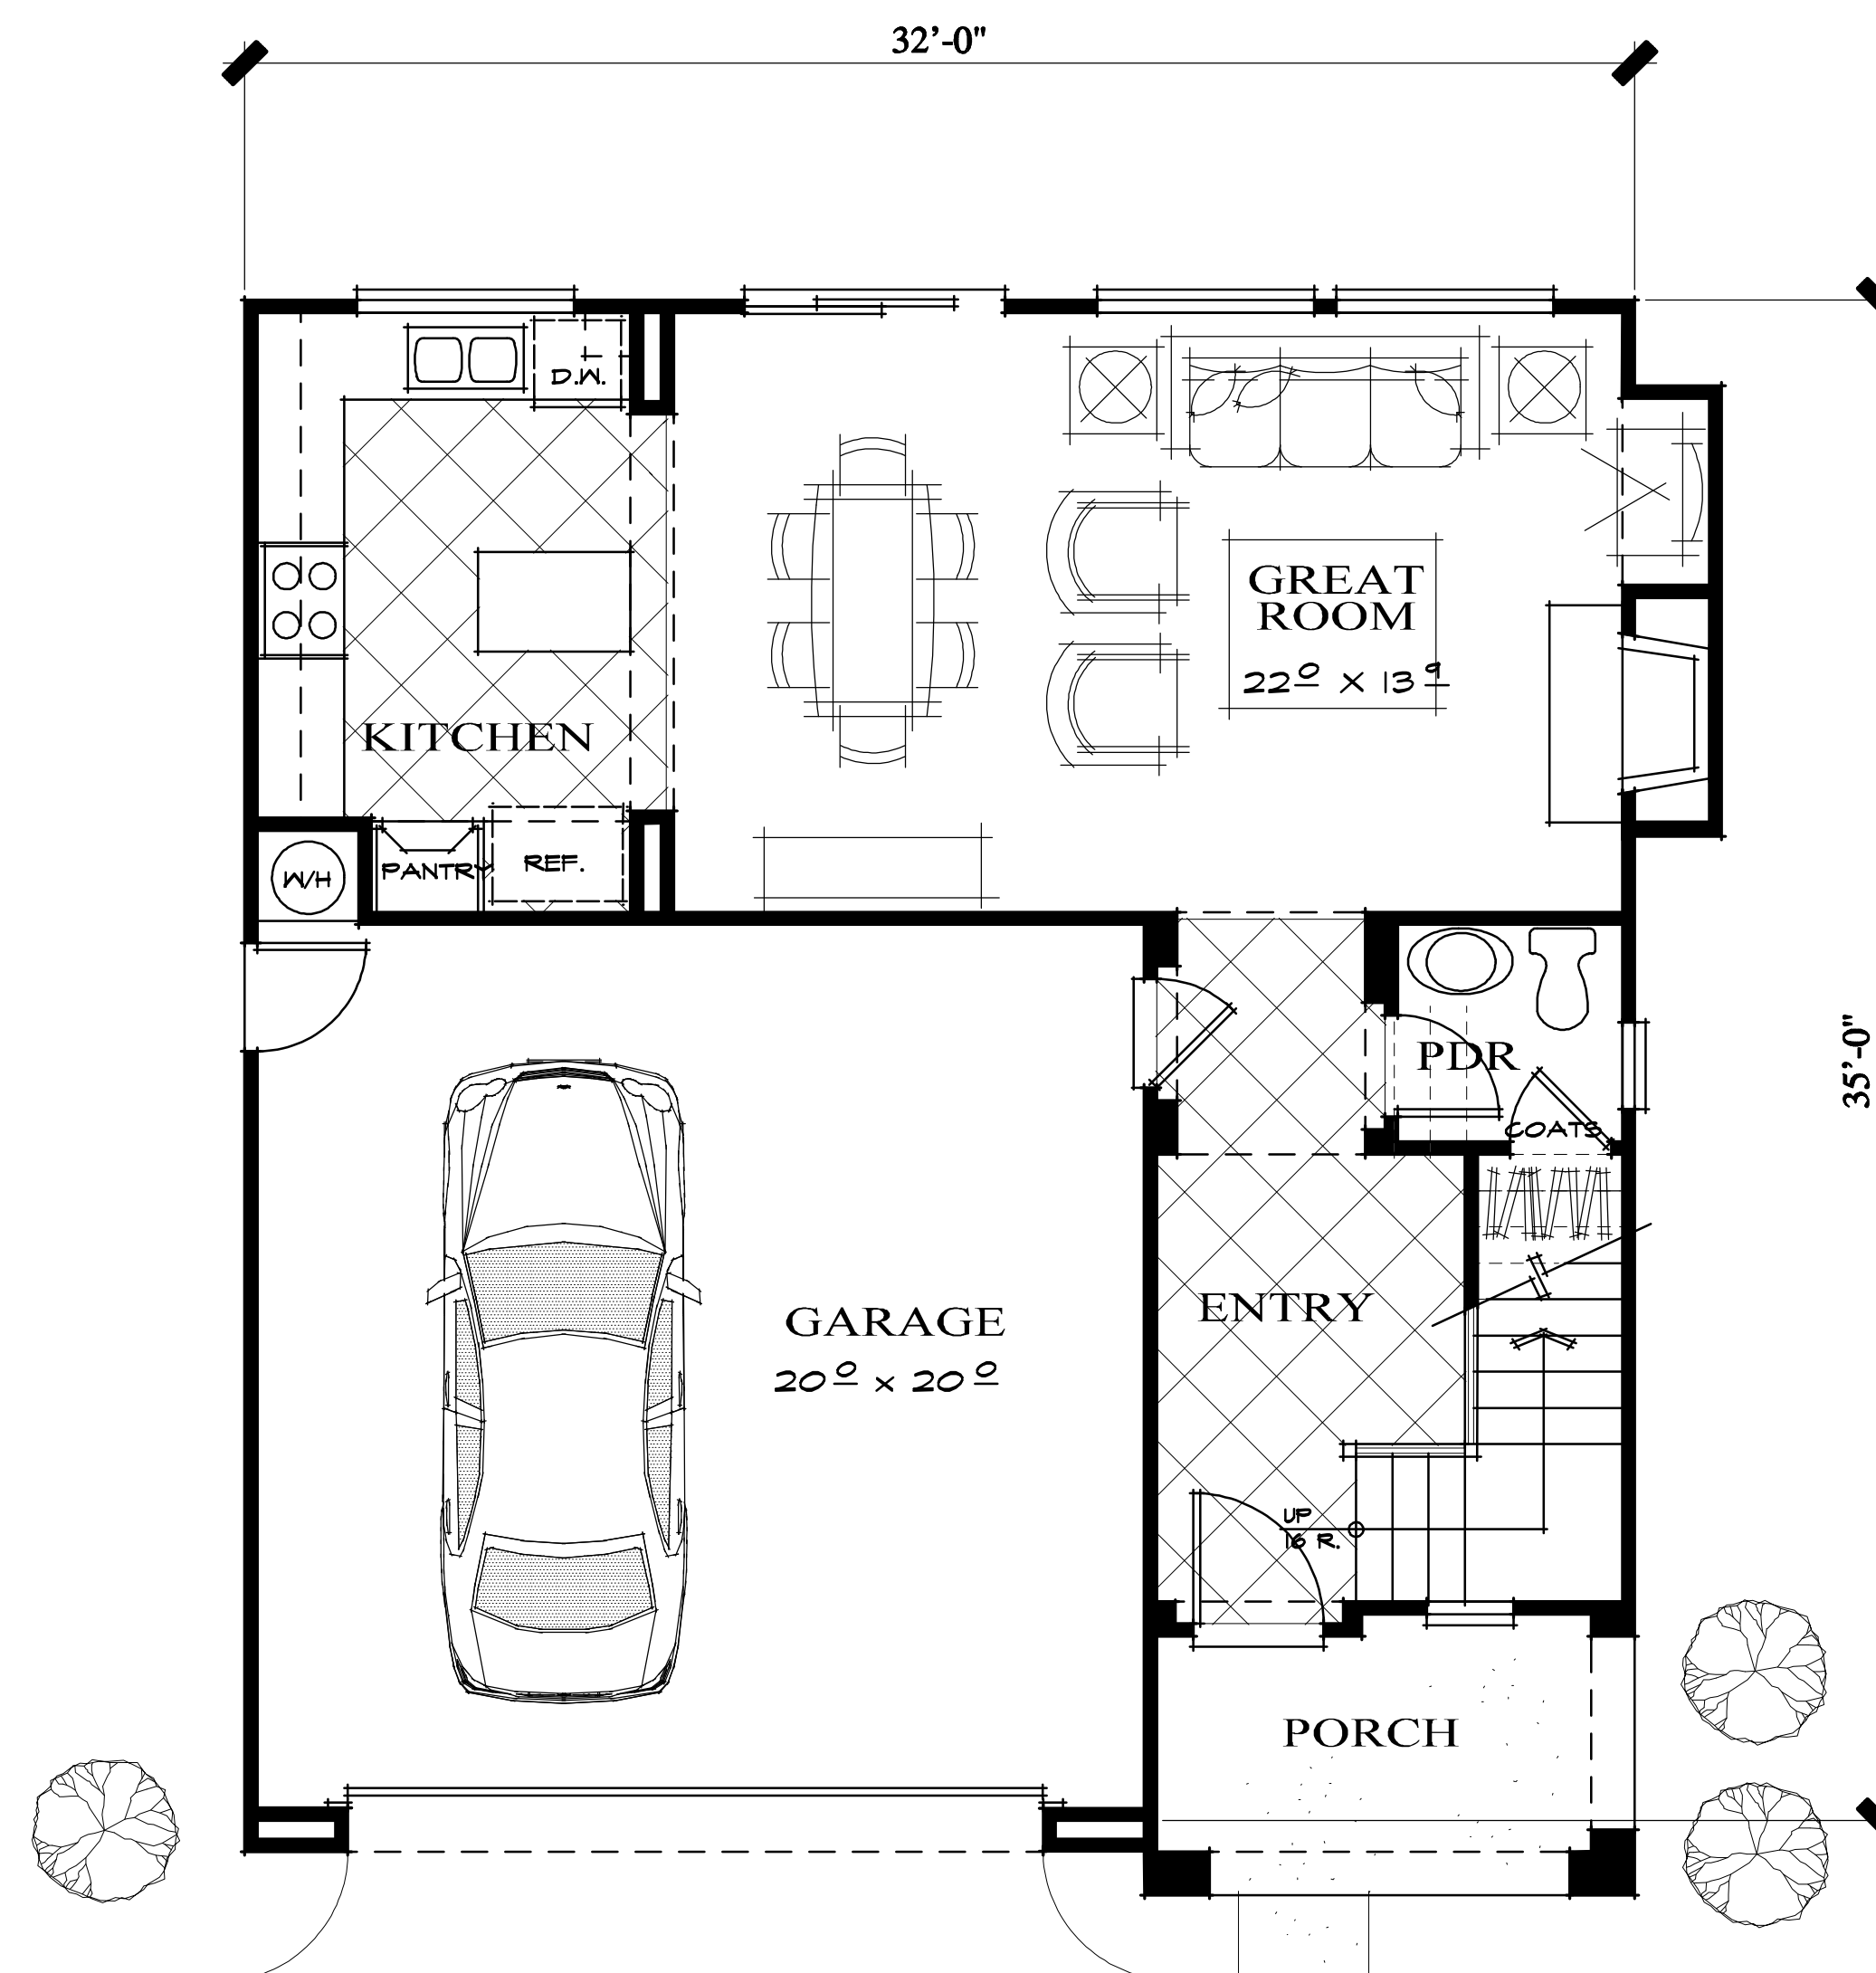 32’-0"
D.W.
GREAT
ROOM
22⁰ x 13⁹
KITCHEN
PANTRY
REF.
W/H
35’-0"
PDR
COATS
ENTRY
GARAGE
20⁰ x 20⁰
UP
16 R.
PORCH